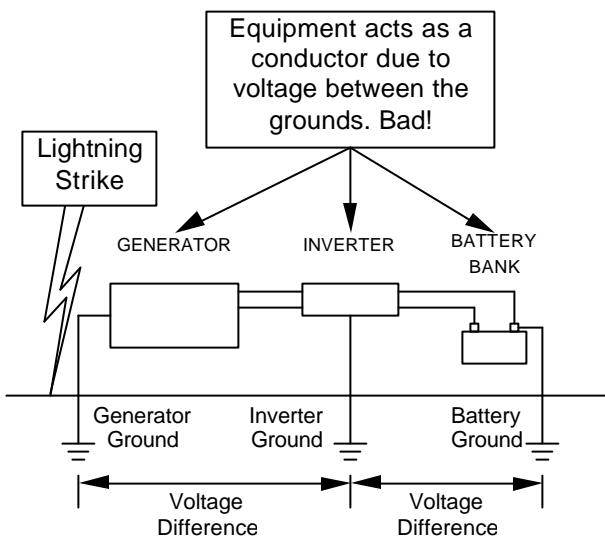 Equipment acts as a
conductor due to
voltage between the
grounds. Bad!
Lightning
Strike
GENERATOR
INVERTER
BATTERY
BANK
Generator
Ground
Inverter
Ground
Battery
Ground
Voltage
Difference
Voltage
Difference